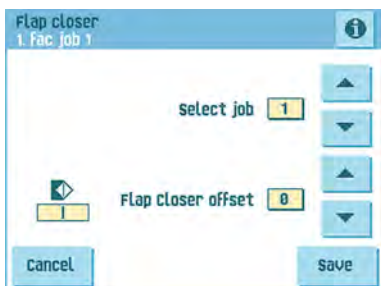 Flap closer
1. Fac job 1
Select job 1
Flap Closer offset 0
Cancel
Save